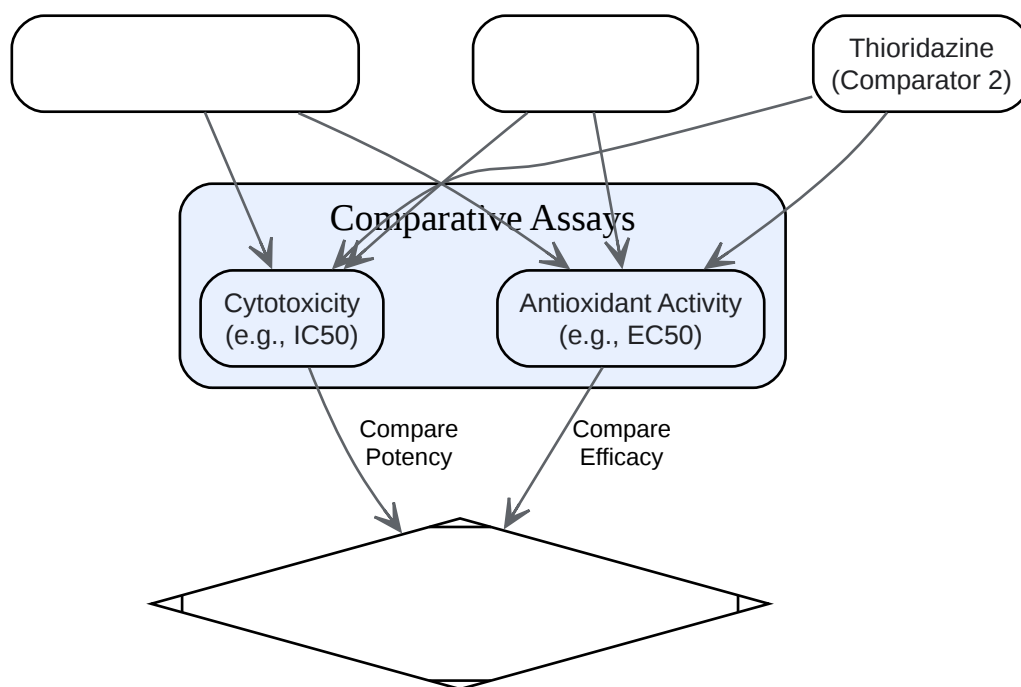 Thioridazine
(Comparator 2)
Comparative Assays
Cytotoxicity
(e.g., IC50)
Antioxidant Activity
(e.g., EC50)
Compare
Potency
Compare
Efficacy